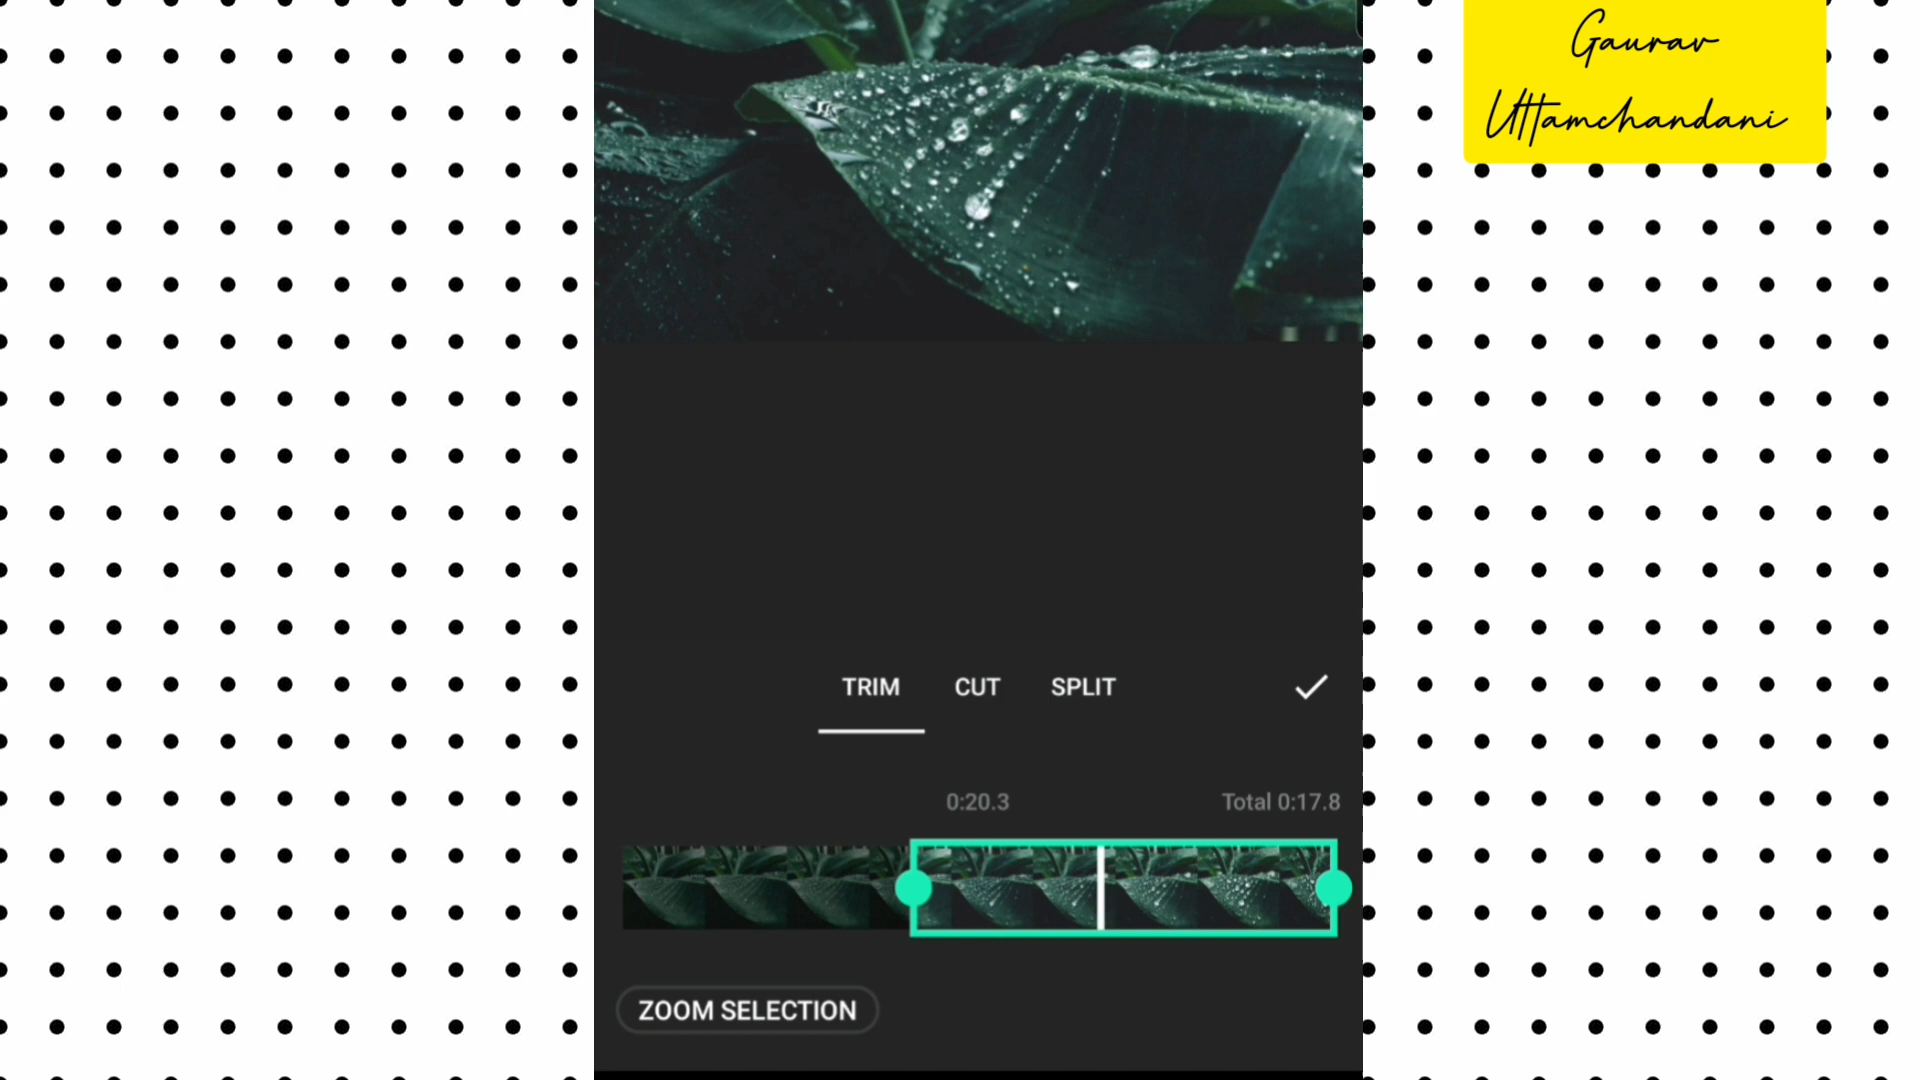 Gaurav
Uttamchandani
TRIM CUT SPLIT
0:20.3 Total 0:17.8
ZOOM SELECTION